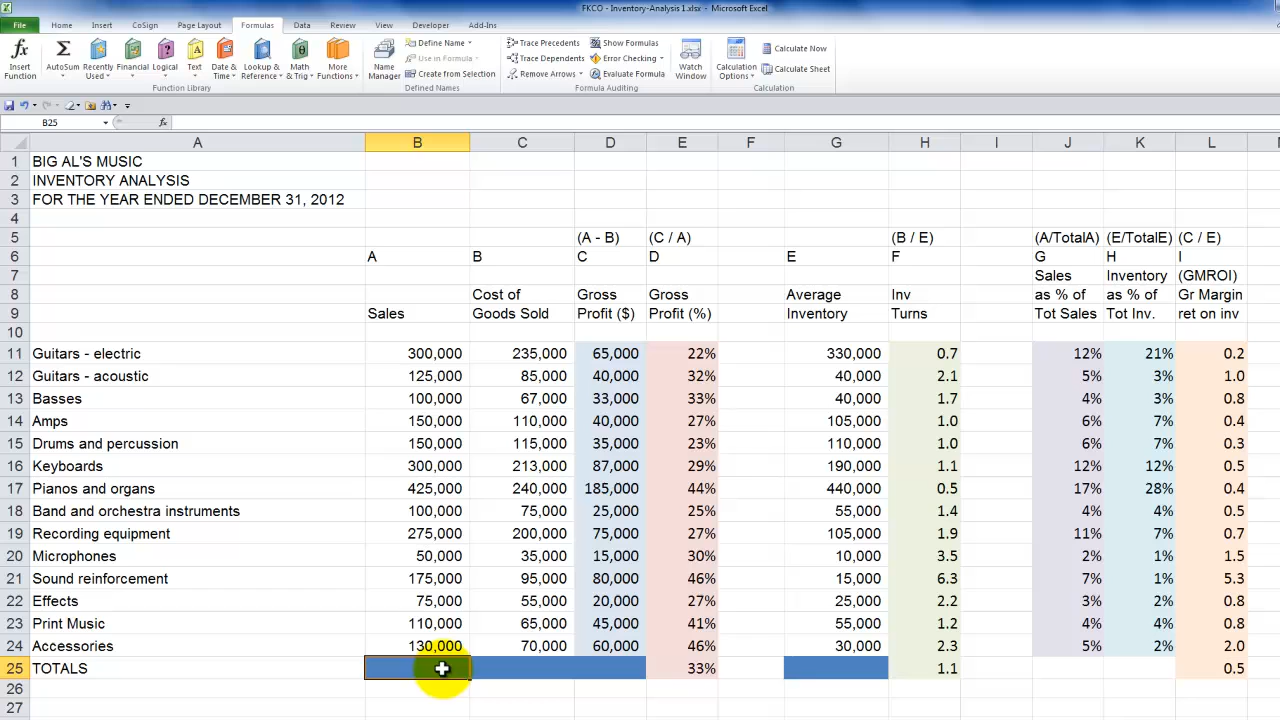 FKCO - Inventory-Analysis 1.xlsx - Microsoft Excel
File Home Insert CoSign Page Layout Formulas Data Review View Developer Add-Ins
Insert Function
AutoSum
Recently Used
Financial
Logical
Text
Date & Time
Lookup & Reference
Math & Trig
More Functions
Function Library
Name Manager
Define Name
Use in Formula
Create from Selection
Defined Names
Trace Precedents
Trace Dependents
Remove Arrows
Show Formulas
Error Checking
Evaluate Formula
Formula Auditing
Watch Window
Calculation Options
Calculate Now
Calculate Sheet
Calculation
B25 fx
A B C D E F G H I J K L
1 BIG AL'S MUSIC
2 INVENTORY ANALYSIS
3 FOR THE YEAR ENDED DECEMBER 31, 2012
4
5 (A - B) (C / A) (B / E) (A/TotalA) (E/TotalE) (C / E)
6 A B C D E F G H I
7 Sales Inventory (GMROI)
8 Cost of Gross Gross Average Inv as % of as % of Gr Margin
9 Sales Goods Sold Profit ($) Profit (%) Inventory Turns Tot Sales Tot Inv. ret on inv
10
11 Guitars - electric 300,000 235,000 65,000 22% 330,000 0.7 12% 21% 0.2
12 Guitars - acoustic 125,000 85,000 40,000 32% 40,000 2.1 5% 3% 1.0
13 Basses 100,000 67,000 33,000 33% 40,000 1.7 4% 3% 0.8
14 Amps 150,000 110,000 40,000 27% 105,000 1.0 6% 7% 0.4
15 Drums and percussion 150,000 115,000 35,000 23% 110,000 1.0 6% 7% 0.3
16 Keyboards 300,000 213,000 87,000 29% 190,000 1.1 12% 12% 0.5
17 Pianos and organs 425,000 240,000 185,000 44% 440,000 0.5 17% 28% 0.4
18 Band and orchestra instruments 100,000 75,000 25,000 25% 55,000 1.4 4% 4% 0.5
19 Recording equipment 275,000 200,000 75,000 27% 105,000 1.9 11% 7% 0.7
20 Microphones 50,000 35,000 15,000 30% 10,000 3.5 2% 1% 1.5
21 Sound reinforcement 175,000 95,000 80,000 46% 15,000 6.3 7% 1% 5.3
22 Effects 75,000 55,000 20,000 27% 25,000 2.2 3% 2% 0.8
23 Print Music 110,000 65,000 45,000 41% 55,000 1.2 4% 4% 0.8
24 Accessories 130,000 70,000 60,000 46% 30,000 2.3 5% 2% 2.0
25 TOTALS 33% 1.1 0.5
26
27